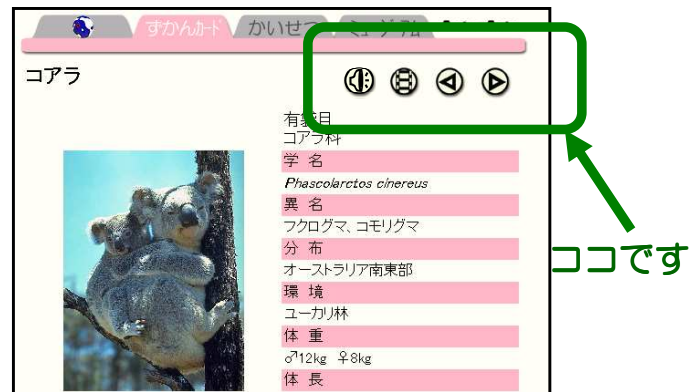 ずかんカード かいせつ
コアラ
有袋目
コアラ科
学 名
Phascolarctos cinereus
異 名
フクログマ、コモリグマ
分 布
オーストラリア南東部
環 境
ユーカリ林
体 重
♂12kg ♀8kg
体 長
ココです